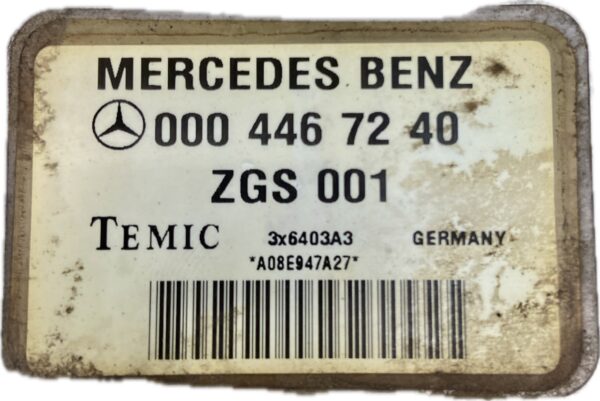 MERCEDES BENZ
000 446 72 40
ZGS 001
TEMIC 3x6403A3 GERMANY
*A08E947A27*